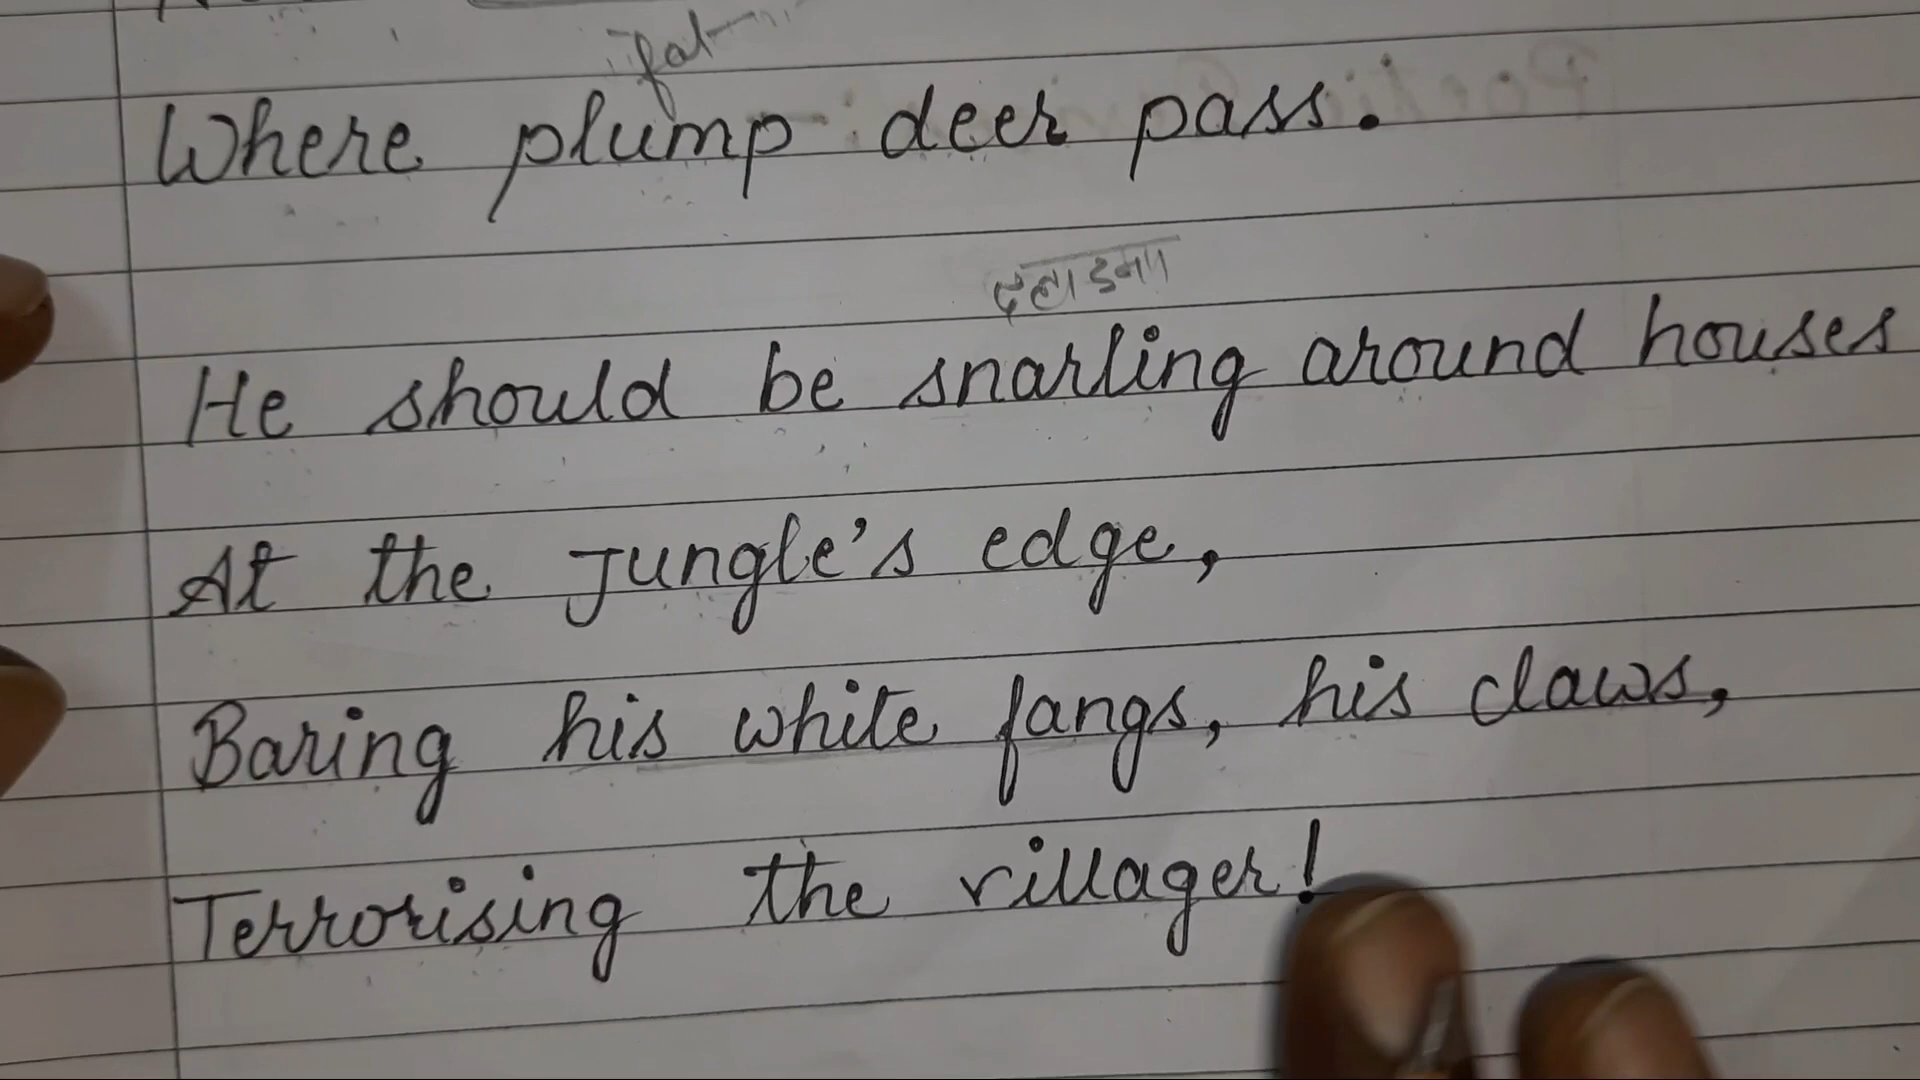 fat
Where plump deer pass.
दहाडना
He should be snarling around houses
At the Jungle's edge,
Baring his white fangs, his claws,
Terrorising the villager!